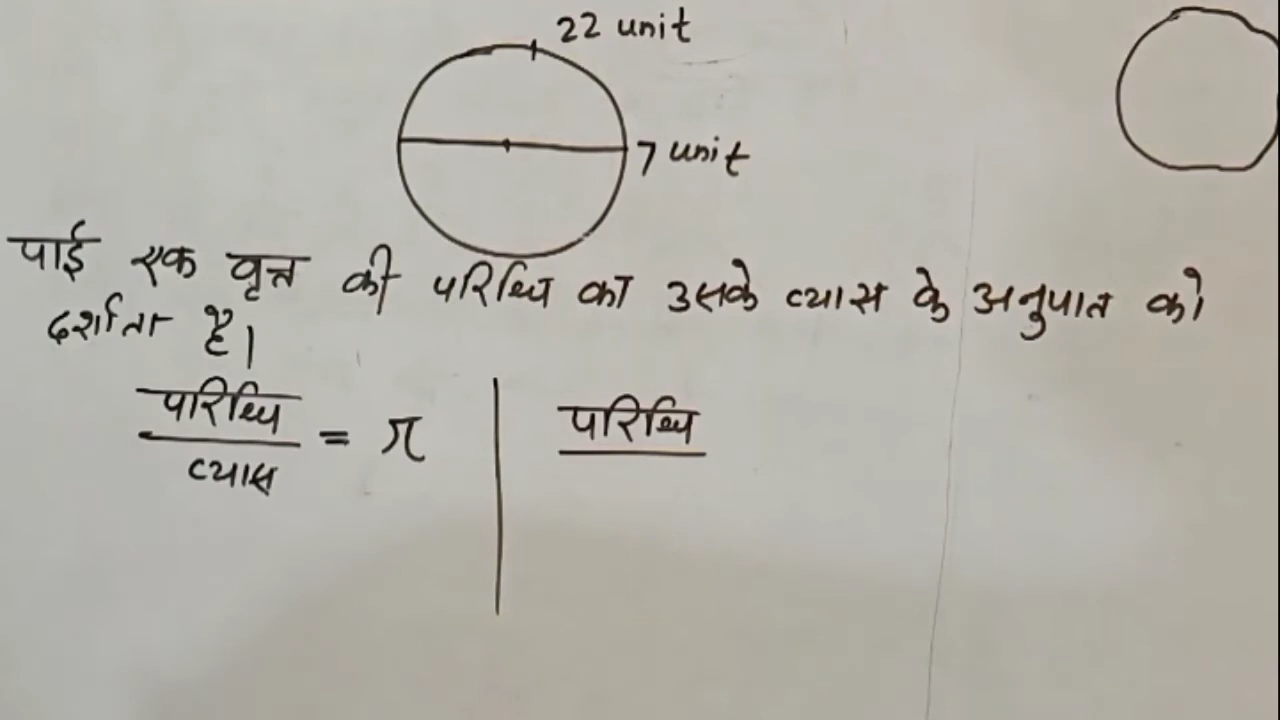 22 unit
7 unit
पाई एक वृत्त की परिधि का उसके व्यास के अनुपात को
दर्शाता है।
परिधि
व्यास
= π
परिधि